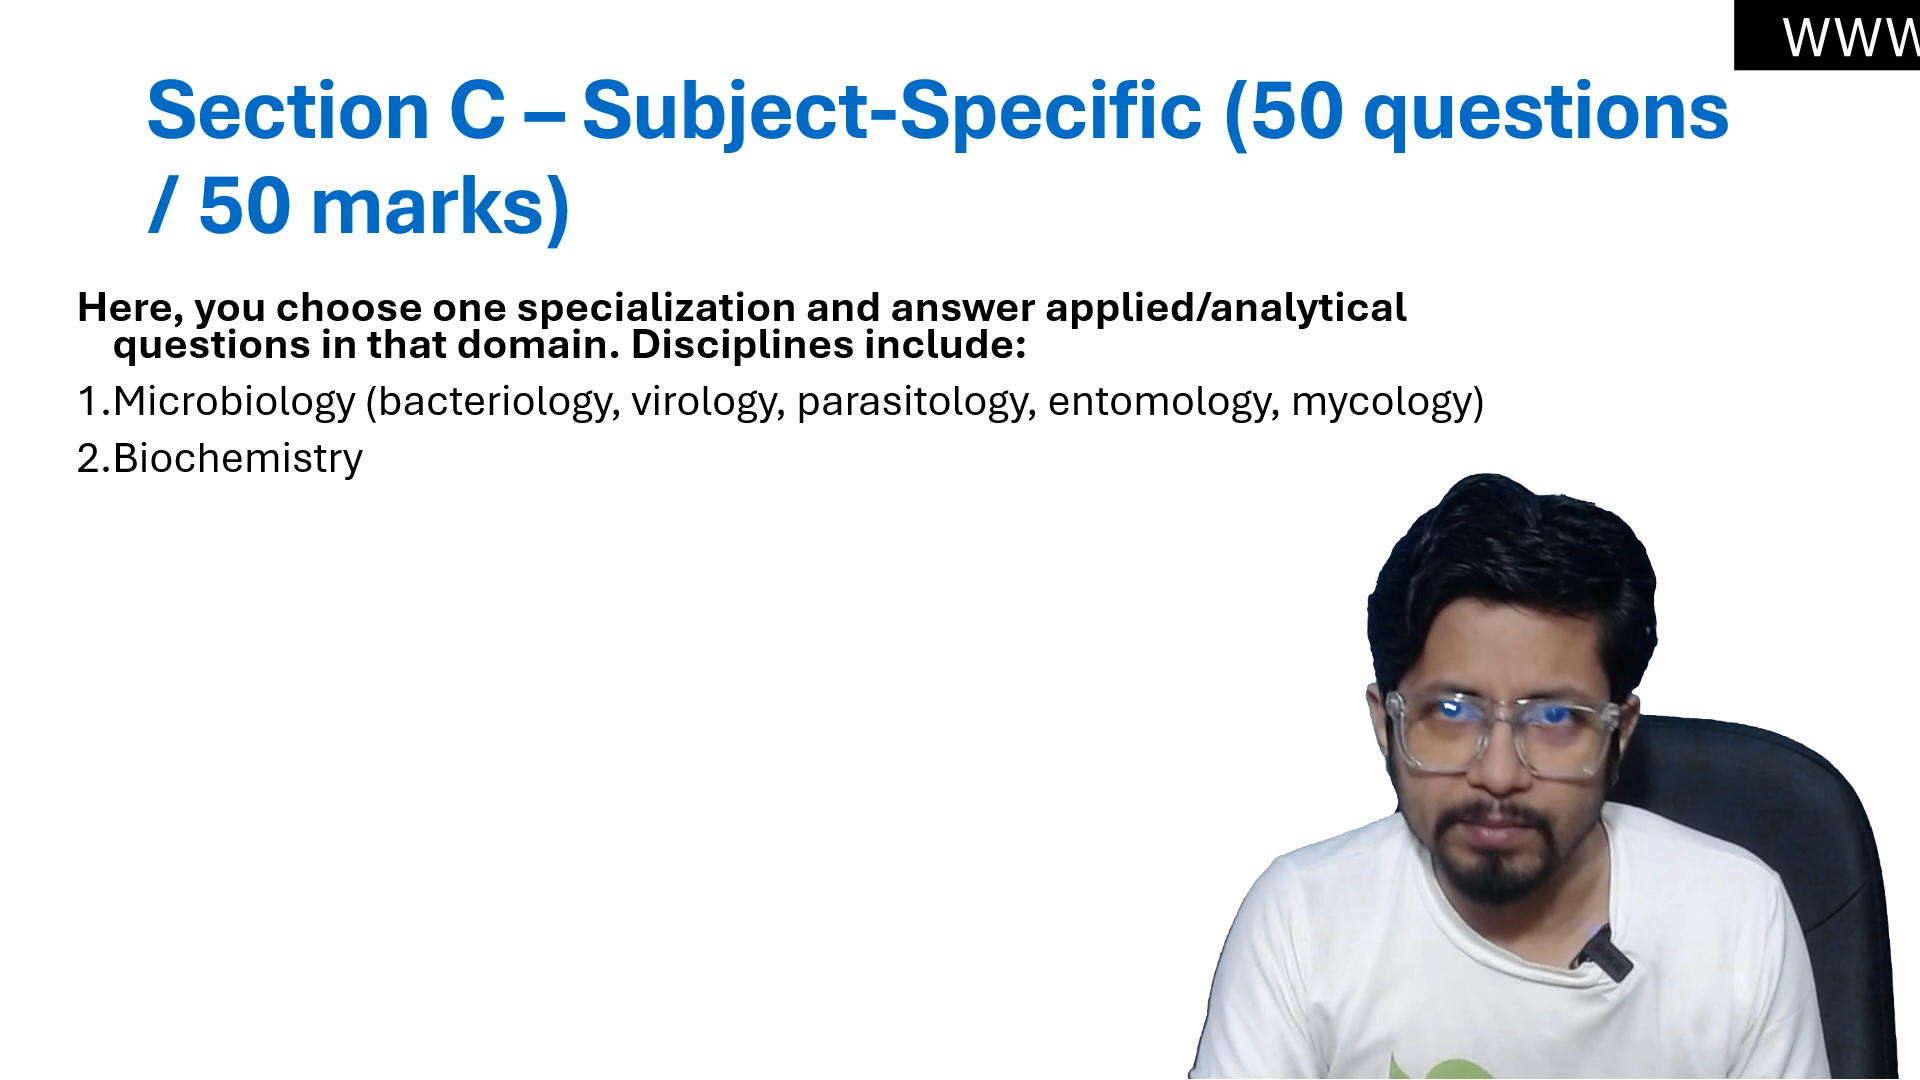 WWW
Section C – Subject-Specific (50 questions
/ 50 marks)
Here, you choose one specialization and answer applied/analytical
questions in that domain. Disciplines include:
1.Microbiology (bacteriology, virology, parasitology, entomology, mycology)
2.Biochemistry